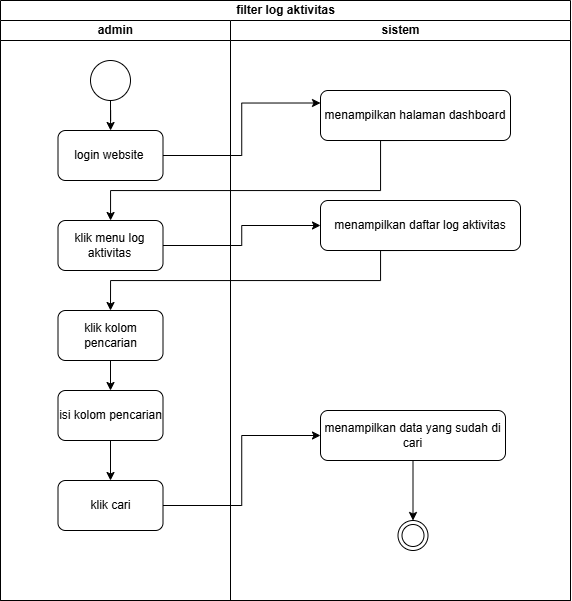 filter log aktivitas
admin
sistem
login website
menampilkan halaman dashboard
klik menu log
aktivitas
menampilkan daftar log aktivitas
klik kolom
pencarian
isi kolom pencarian
klik cari
menampilkan data yang sudah di
cari